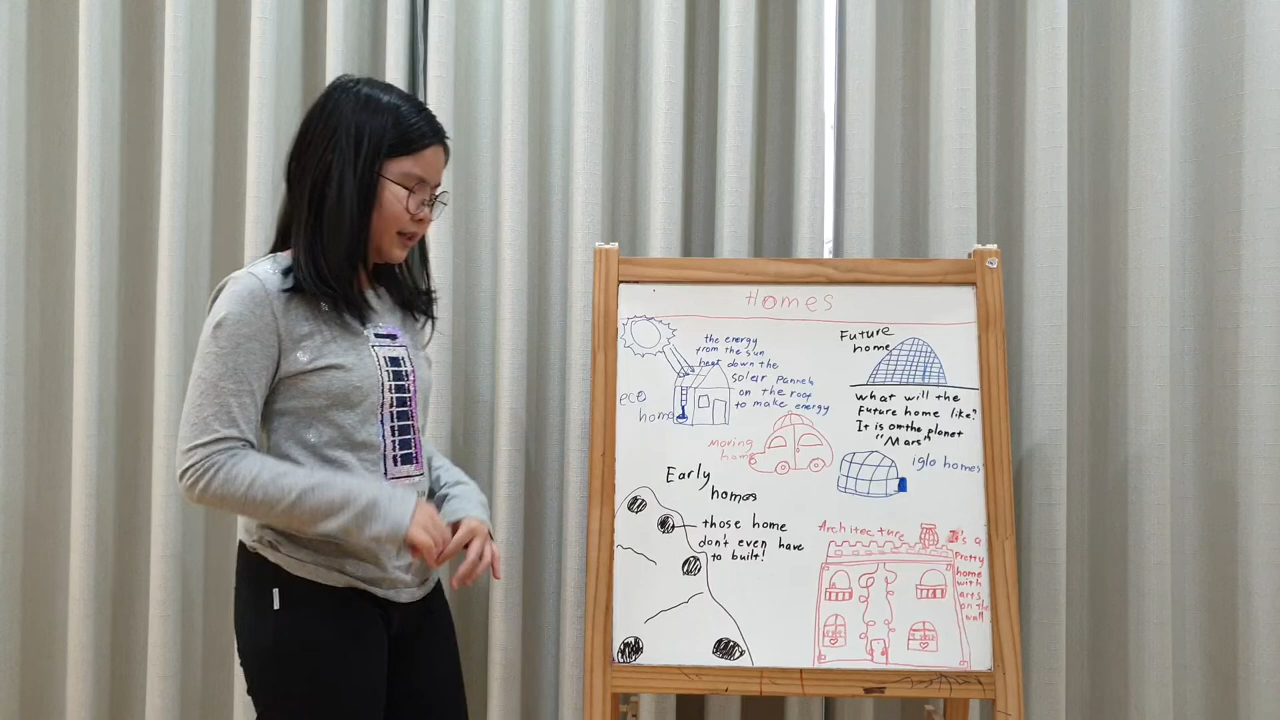 Homes
the energy
from the sun
heat down the
solear pannels
on the roof
to make energy
eco
home
Future
home
what will the
Future home like?
It is on the planet
"Mars"
moving
home
iglo homes
Early
homes
those home
don't even have
to built!
Architecture
It's a
pretty
home
with
arts
on the
wall